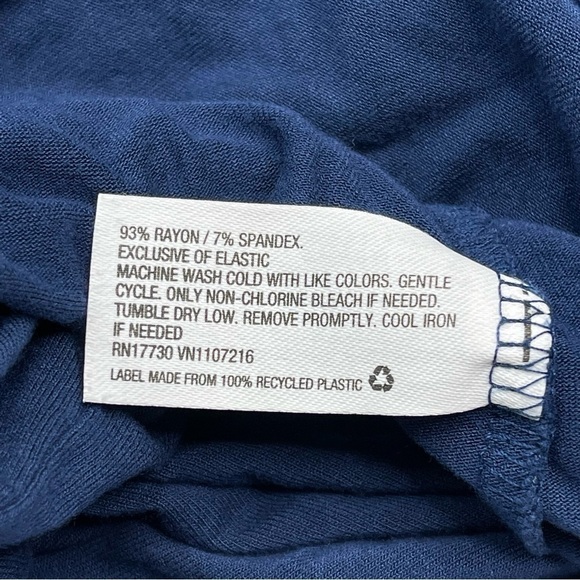 93% RAYON / 7% SPANDEX.
EXCLUSIVE OF ELASTIC
MACHINE WASH COLD WITH LIKE COLORS. GENTLE
CYCLE. ONLY NON-CHLORINE BLEACH IF NEEDED.
TUMBLE DRY LOW. REMOVE PROMPTLY. COOL IRON
IF NEEDED
RN17730 VN1107216
LABEL MADE FROM 100% RECYCLED PLASTIC